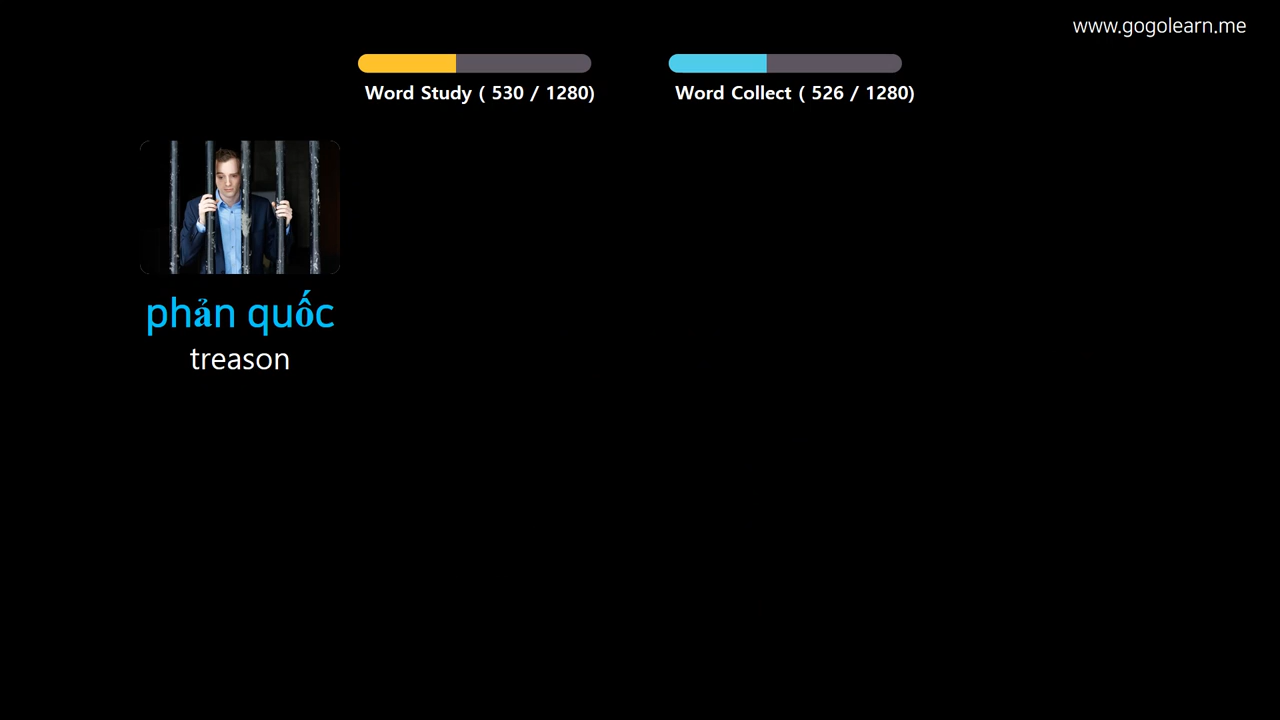 www.gogolearn.me
Word Study ( 530 / 1280)
Word Collect ( 526 / 1280)
phản quốc
treason